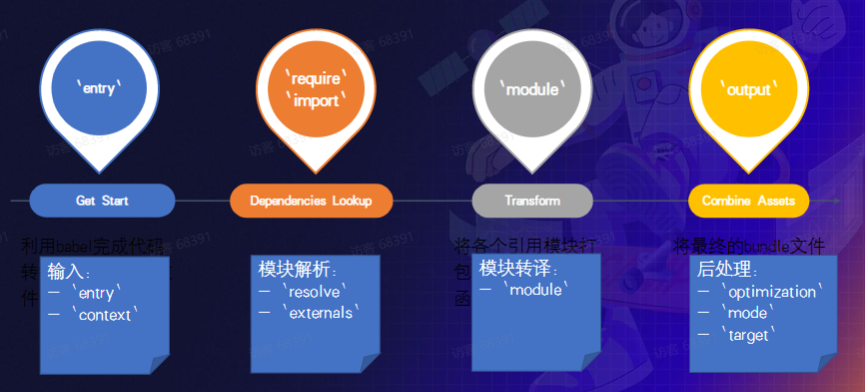 `entry`
`require`
`import`
`module`
`output`
Get Start
Dependencies Lookup
Transform
Combine Assets
利用babel完成代码
转
件
将各个引用模块打
包
函
将最终的bundle文件
输入：
— `entry`
— `context`
模块解析：
— `resolve`
— `externals`
模块转译：
— `module`
后处理：
— `optimization`
— `mode`
— `target`
访客 68391